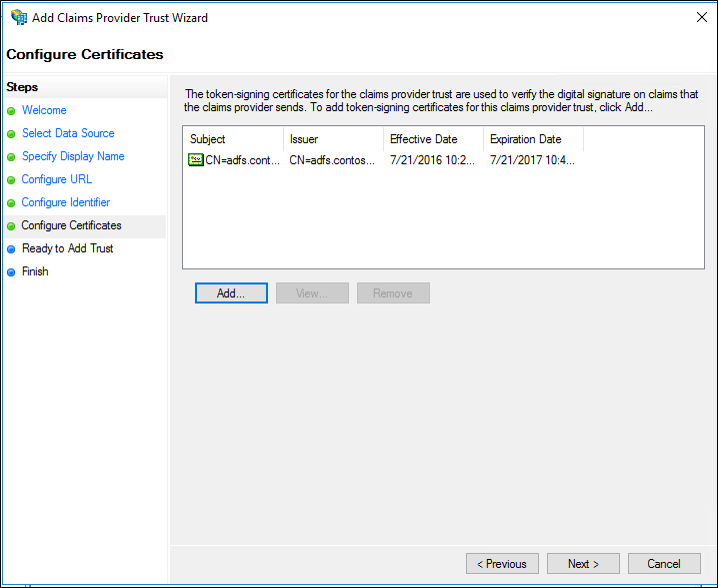 Add Claims Provider Trust Wizard
Configure Certificates
Steps
Welcome
Select Data Source
Specify Display Name
Configure URL
Configure Identifier
Configure Certificates
Ready to Add Trust
Finish
The token-signing certificates for the claims provider trust are used to verify the digital signature on claims that
the claims provider sends. To add token-signing certificates for this claims provider trust, click Add...
Subject Issuer Effective Date Expiration Date
CN=adfs.cont... CN=adfs.contos... 7/21/2016 10:2... 7/21/2017 10:4...
Add... View... Remove
< Previous Next > Cancel